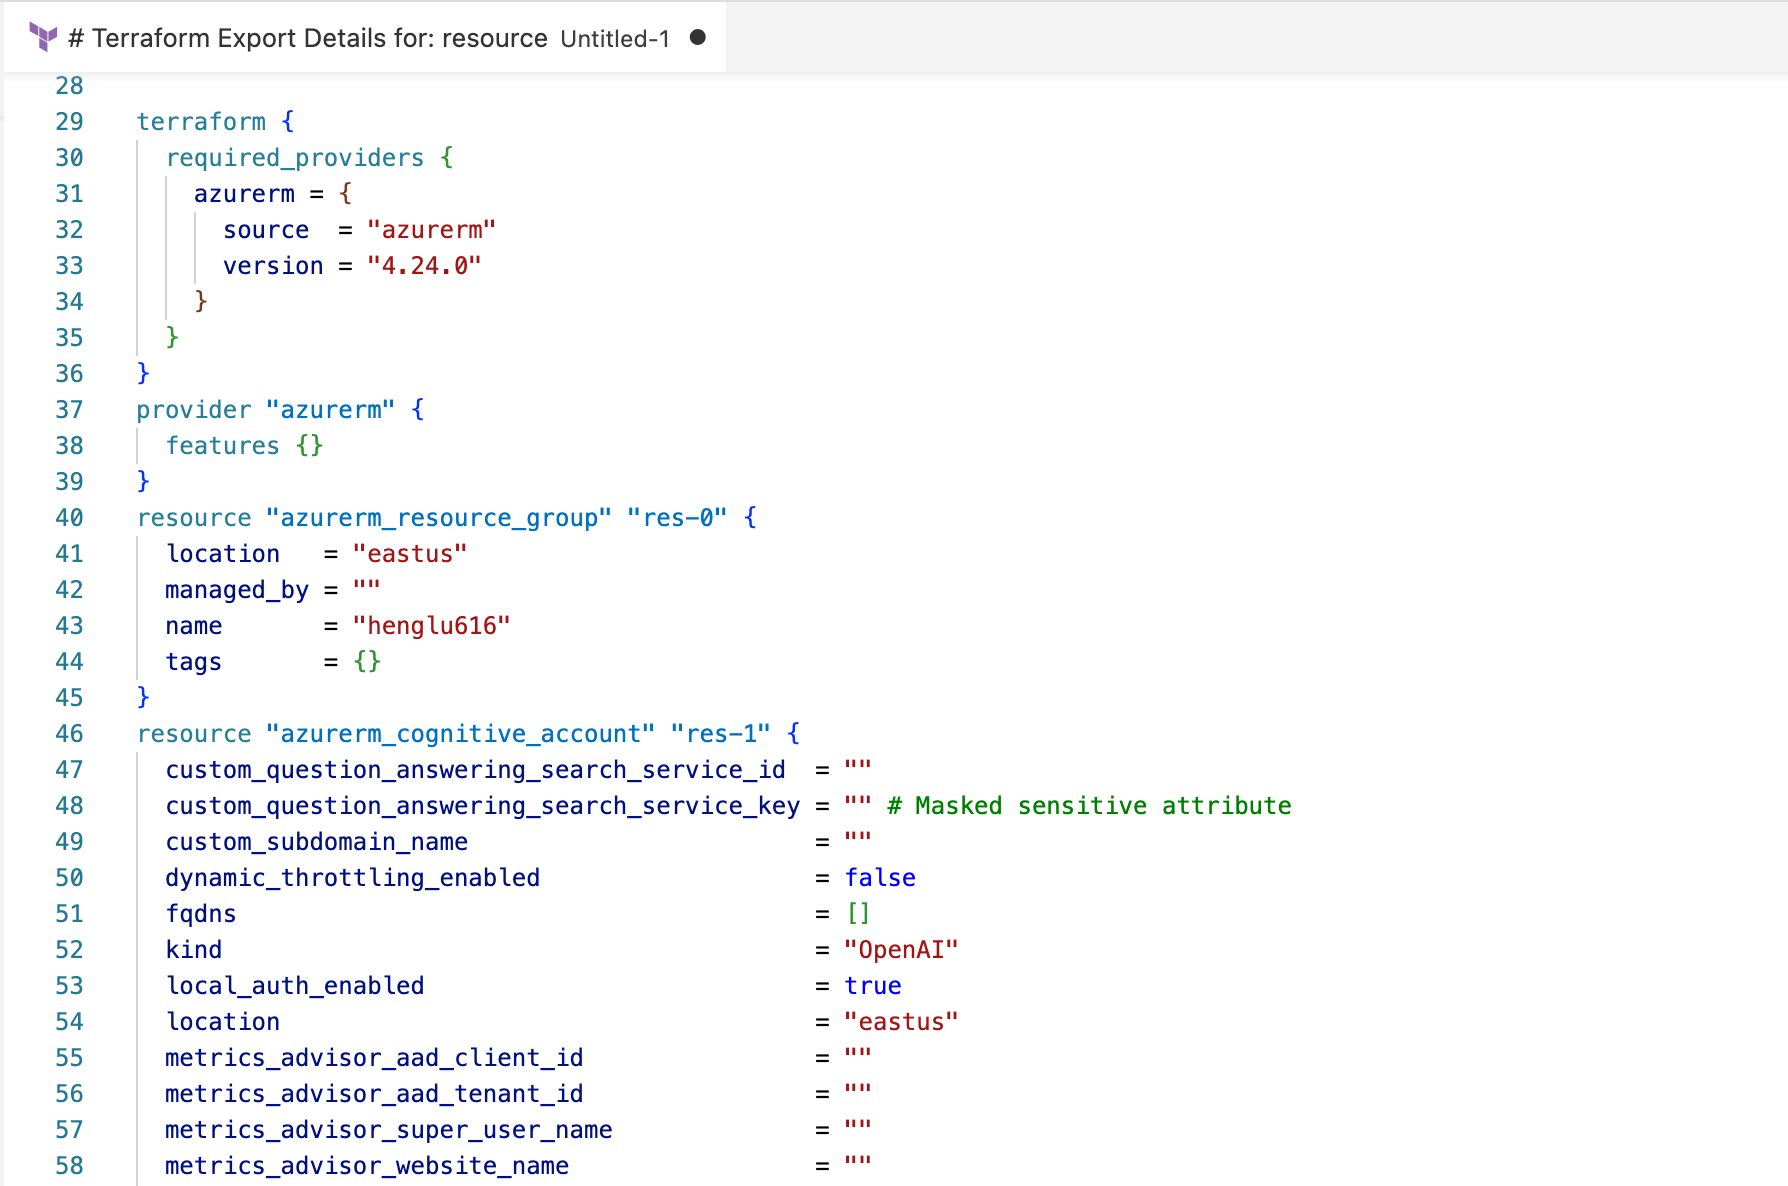 # Terraform Export Details for: resource Untitled-1 ●
28
29 terraform {
30   required_providers {
31     azurerm = {
32       source  = "azurerm"
33       version = "4.24.0"
34     }
35   }
36 }
37 provider "azurerm" {
38   features {}
39 }
40 resource "azurerm_resource_group" "res-0" {
41   location   = "eastus"
42   managed_by = ""
43   name       = "henglu616"
44   tags       = {}
45 }
46 resource "azurerm_cognitive_account" "res-1" {
47   custom_question_answering_search_service_id  = ""
48   custom_question_answering_search_service_key = "" # Masked sensitive attribute
49   custom_subdomain_name                        = ""
50   dynamic_throttling_enabled                   = false
51   fqdns                                        = []
52   kind                                         = "OpenAI"
53   local_auth_enabled                           = true
54   location                                     = "eastus"
55   metrics_advisor_aad_client_id                = ""
56   metrics_advisor_aad_tenant_id                = ""
57   metrics_advisor_super_user_name              = ""
58   metrics_advisor_website_name                 = ""